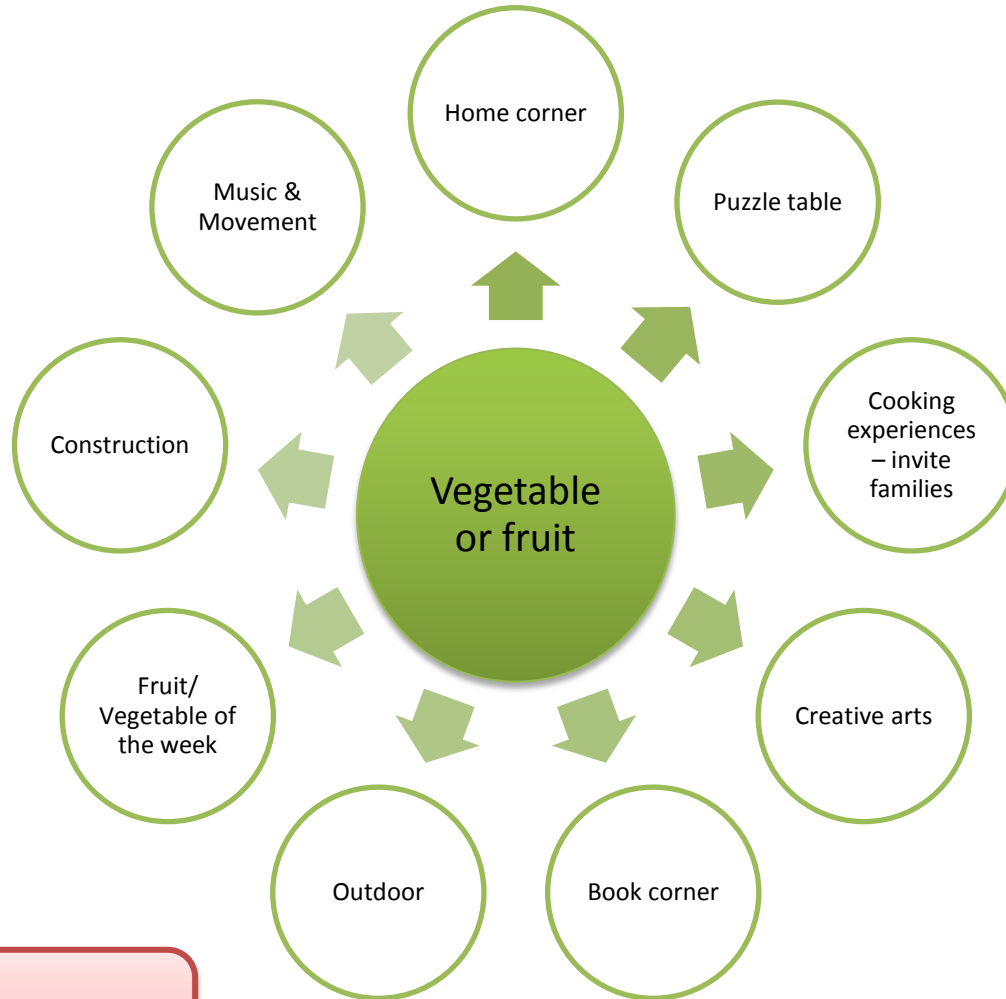 Home corner
Puzzle table
Cooking
experiences
– invite
families
Creative arts
Book corner
Outdoor
Fruit/
Vegetable of
the week
Construction
Music &
Movement
Vegetable
or fruit